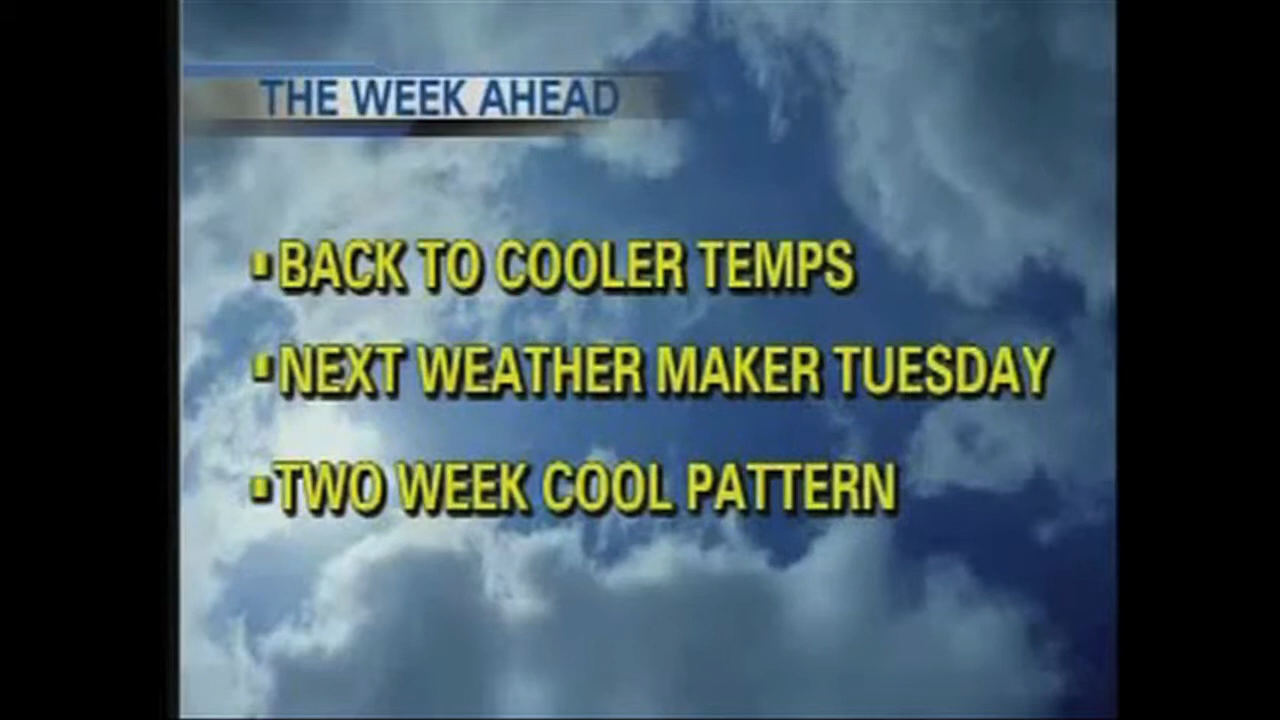 THE WEEK AHEAD
▪BACK TO COOLER TEMPS
▪NEXT WEATHER MAKER TUESDAY
▪TWO WEEK COOL PATTERN